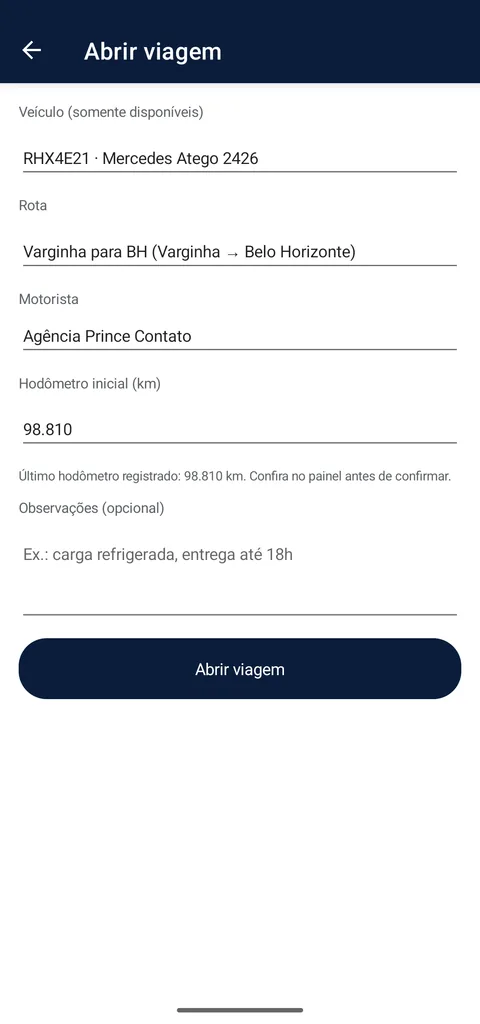 Abrir viagem
Veículo (somente disponíveis)
RHX4E21 · Mercedes Atego 2426
Rota
Varginha para BH (Varginha → Belo Horizonte)
Motorista
Agência Prince Contato
Hodômetro inicial (km)
98.810
Último hodômetro registrado: 98.810 km. Confira no painel antes de confirmar.
Observações (opcional)
Ex.: carga refrigerada, entrega até 18h
Abrir viagem